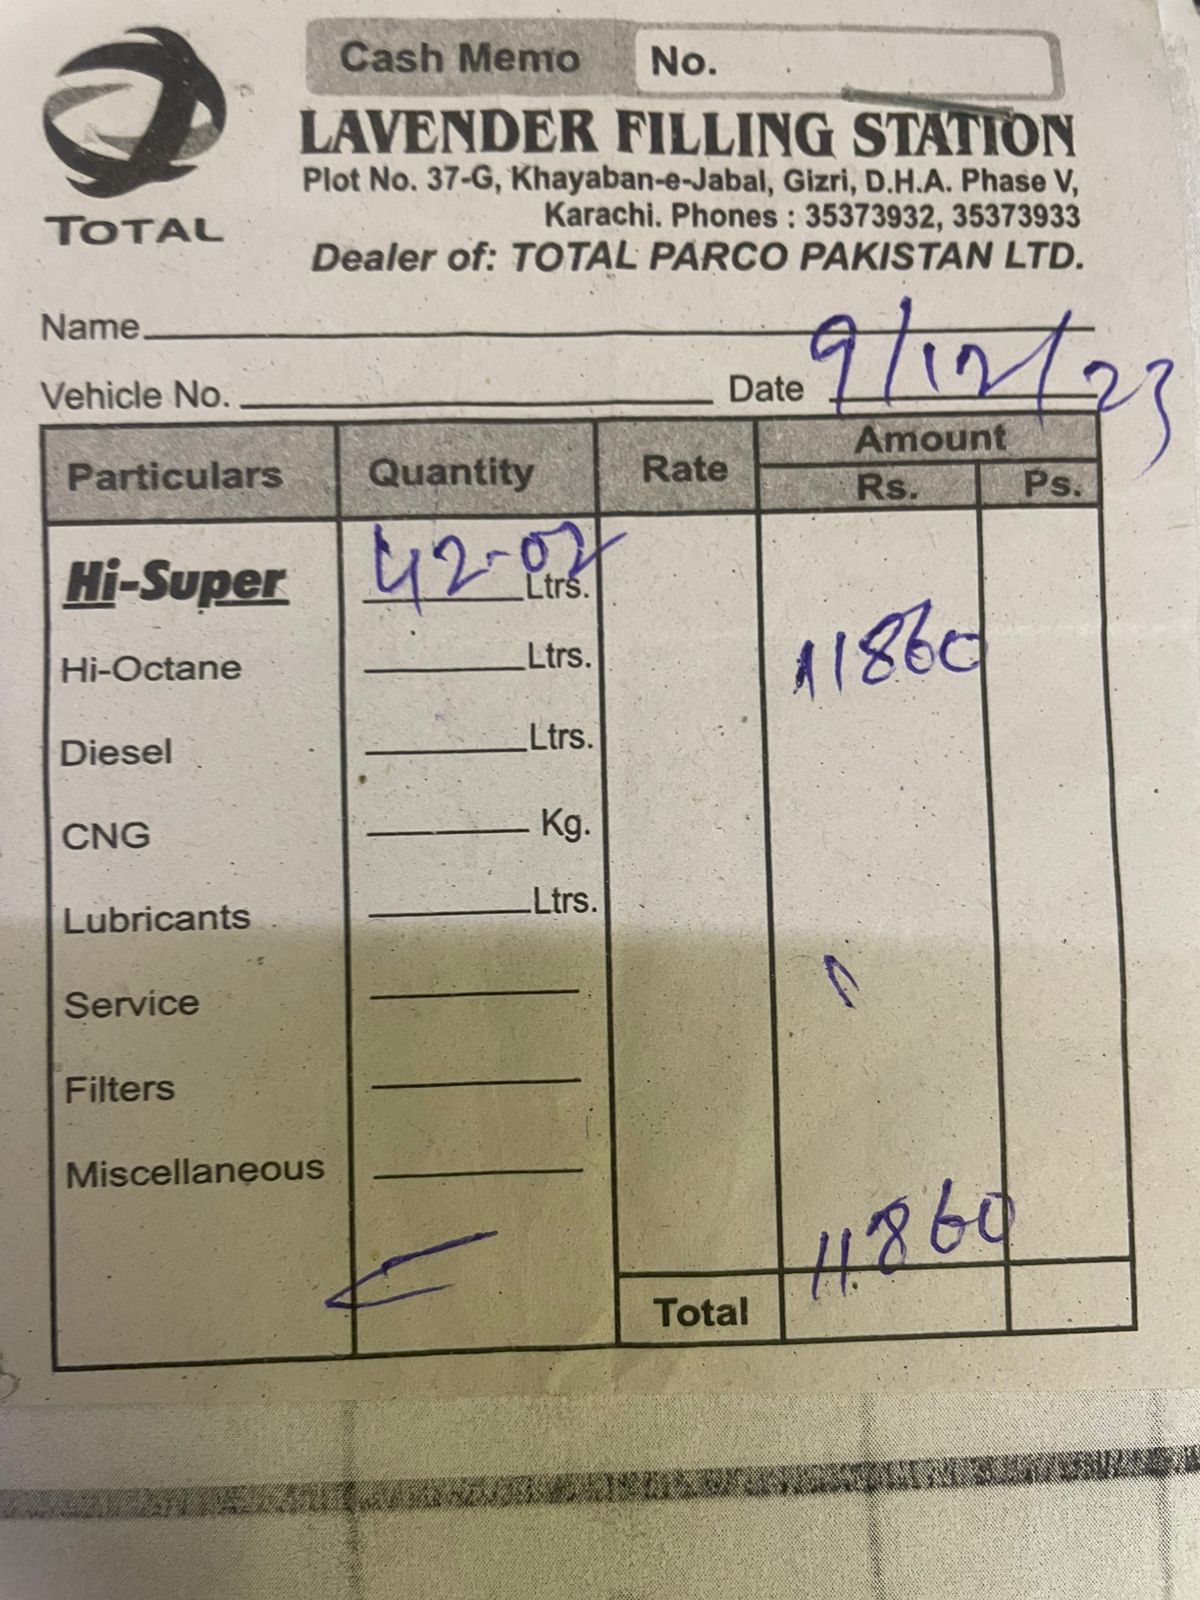 Cash Memo No.
LAVENDER FILLING STATION
Plot No. 37-G, Khayaban-e-Jabal, Gizri, D.H.A. Phase V,
Karachi. Phones : 35373932, 35373933
TOTAL
Dealer of: TOTAL PARCO PAKISTAN LTD.
Name
Vehicle No. Date 9/12/23
Particulars Quantity Rate Amount
Rs. Ps.
Hi-Super 42-02 Ltrs.
Hi-Octane Ltrs. 11860
Diesel Ltrs.
CNG Kg.
Lubricants Ltrs.
Service
Filters
Miscellaneous
Total 11860